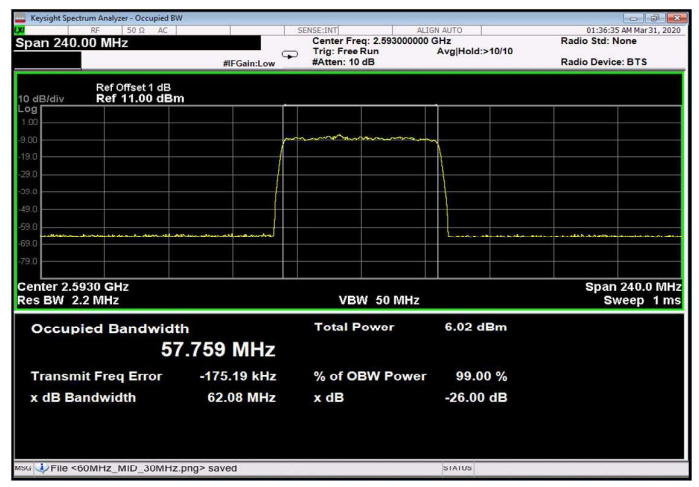 Keysight Spectrum Analyzer - Occupied BW
LXI RF 50 Ω AC SENSE:INT ALIGN AUTO 01:36:35 AM Mar 31, 2020
Span 240.00 MHz Center Freq: 2.593000000 GHz Radio Std: None
Trig: Free Run Avg|Hold:>10/10
#IFGain:Low #Atten: 10 dB Radio Device: BTS
Ref Offset 1 dB
10 dB/div Ref 11.00 dBm
Log
1.00
-9.00
-19.0
-29.0
-39.0
-49.0
-59.0
-69.0
-79.0
Center 2.5930 GHz Span 240.0 MHz
Res BW 2.2 MHz VBW 50 MHz Sweep 1 ms
Occupied Bandwidth Total Power 6.02 dBm
57.759 MHz
Transmit Freq Error -175.19 kHz % of OBW Power 99.00 %
x dB Bandwidth 62.08 MHz x dB -26.00 dB
MSG File <60MHz_MID_30MHz.png> saved STATUS